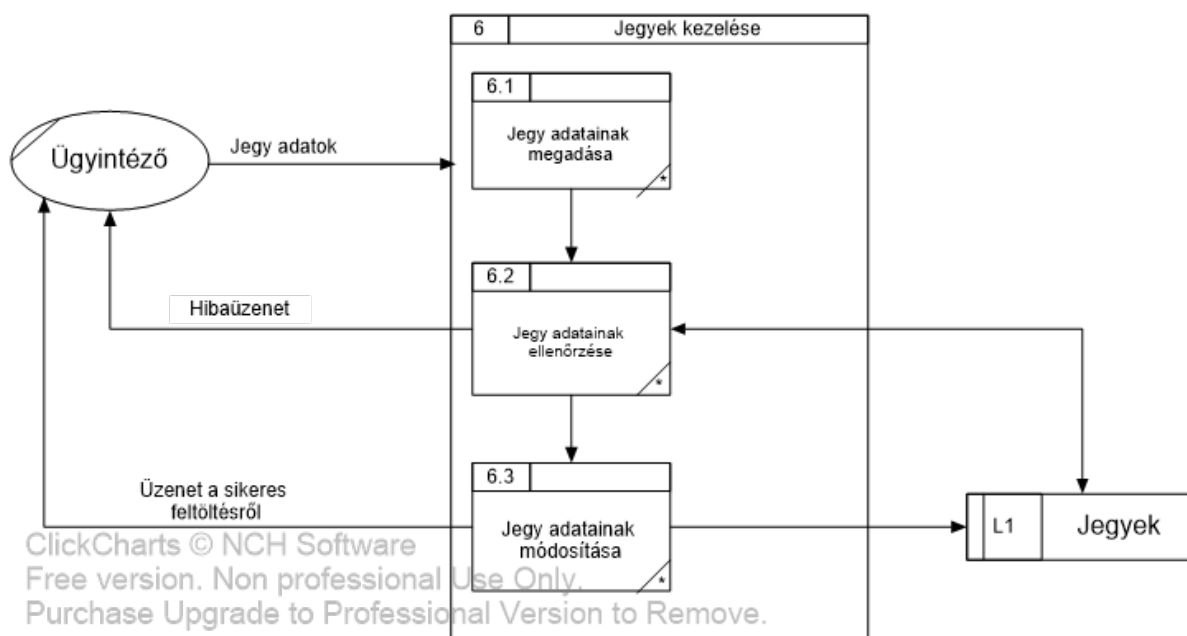 6 Jegyek kezelése
6.1
Jegy adatainak
megadása
*
Ügyintéző
Jegy adatok
6.2
Jegy adatainak
ellenőrzése
*
Hibaüzenet
6.3
Jegy adatainak
módosítása
*
Üzenet a sikeres
feltöltésről
L1 Jegyek
ClickCharts © NCH Software
Free version. Non professional Use Only.
Purchase Upgrade to Professional Version to Remove.